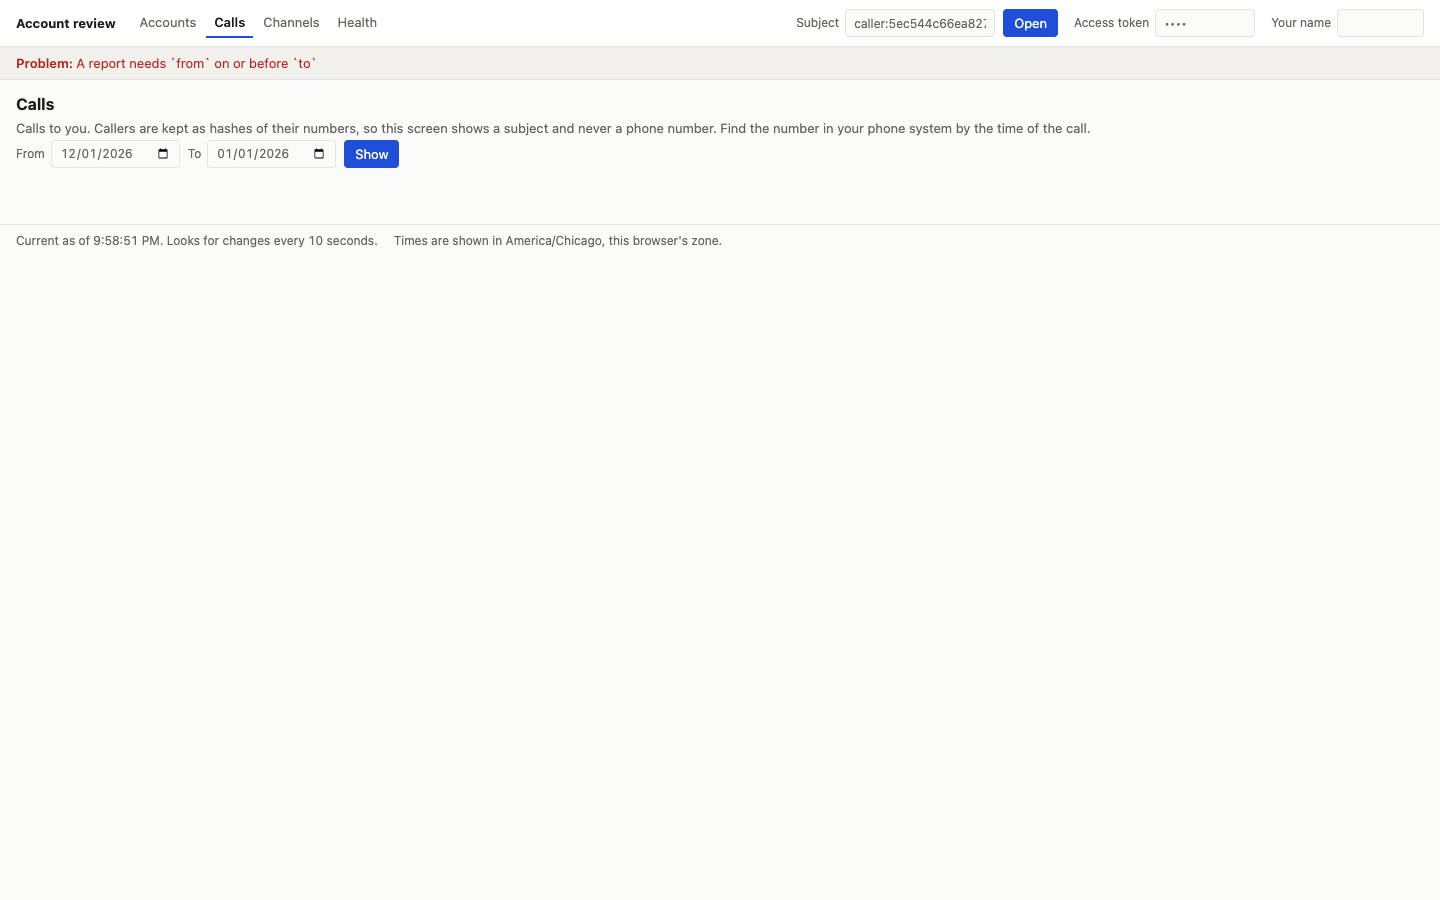 Account review Accounts Calls Channels Health Subject caller:5ec544c66ea827 Open Access token •••• Your name
Problem: A report needs `from` on or before `to`
Calls
Calls to you. Callers are kept as hashes of their numbers, so this screen shows a subject and never a phone number. Find the number in your phone system by the time of the call.
From 12/01/2026 To 01/01/2026 Show
Current as of 9:58:51 PM. Looks for changes every 10 seconds. Times are shown in America/Chicago, this browser's zone.